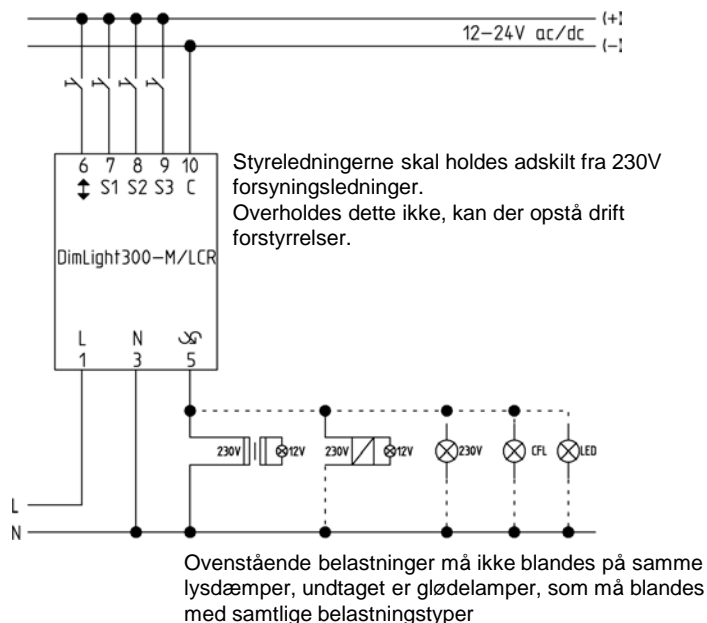 (+)
12-24V ac/dc
(-)
6 7 8 9 10
S1 S2 S3 C
Styreledningerne skal holdes adskilt fra 230V
forsyningsledninger.
Overholdes dette ikke, kan der opstå drift
forstyrrelser.
DimLight300-M/LCR
L N
1 3 5
230V 12V 230V 12V 230V CFL LED
L
N
Ovenstående belastninger må ikke blandes på samme
lysdæmper, undtaget er glødelamper, som må blandes
med samtlige belastningstyper